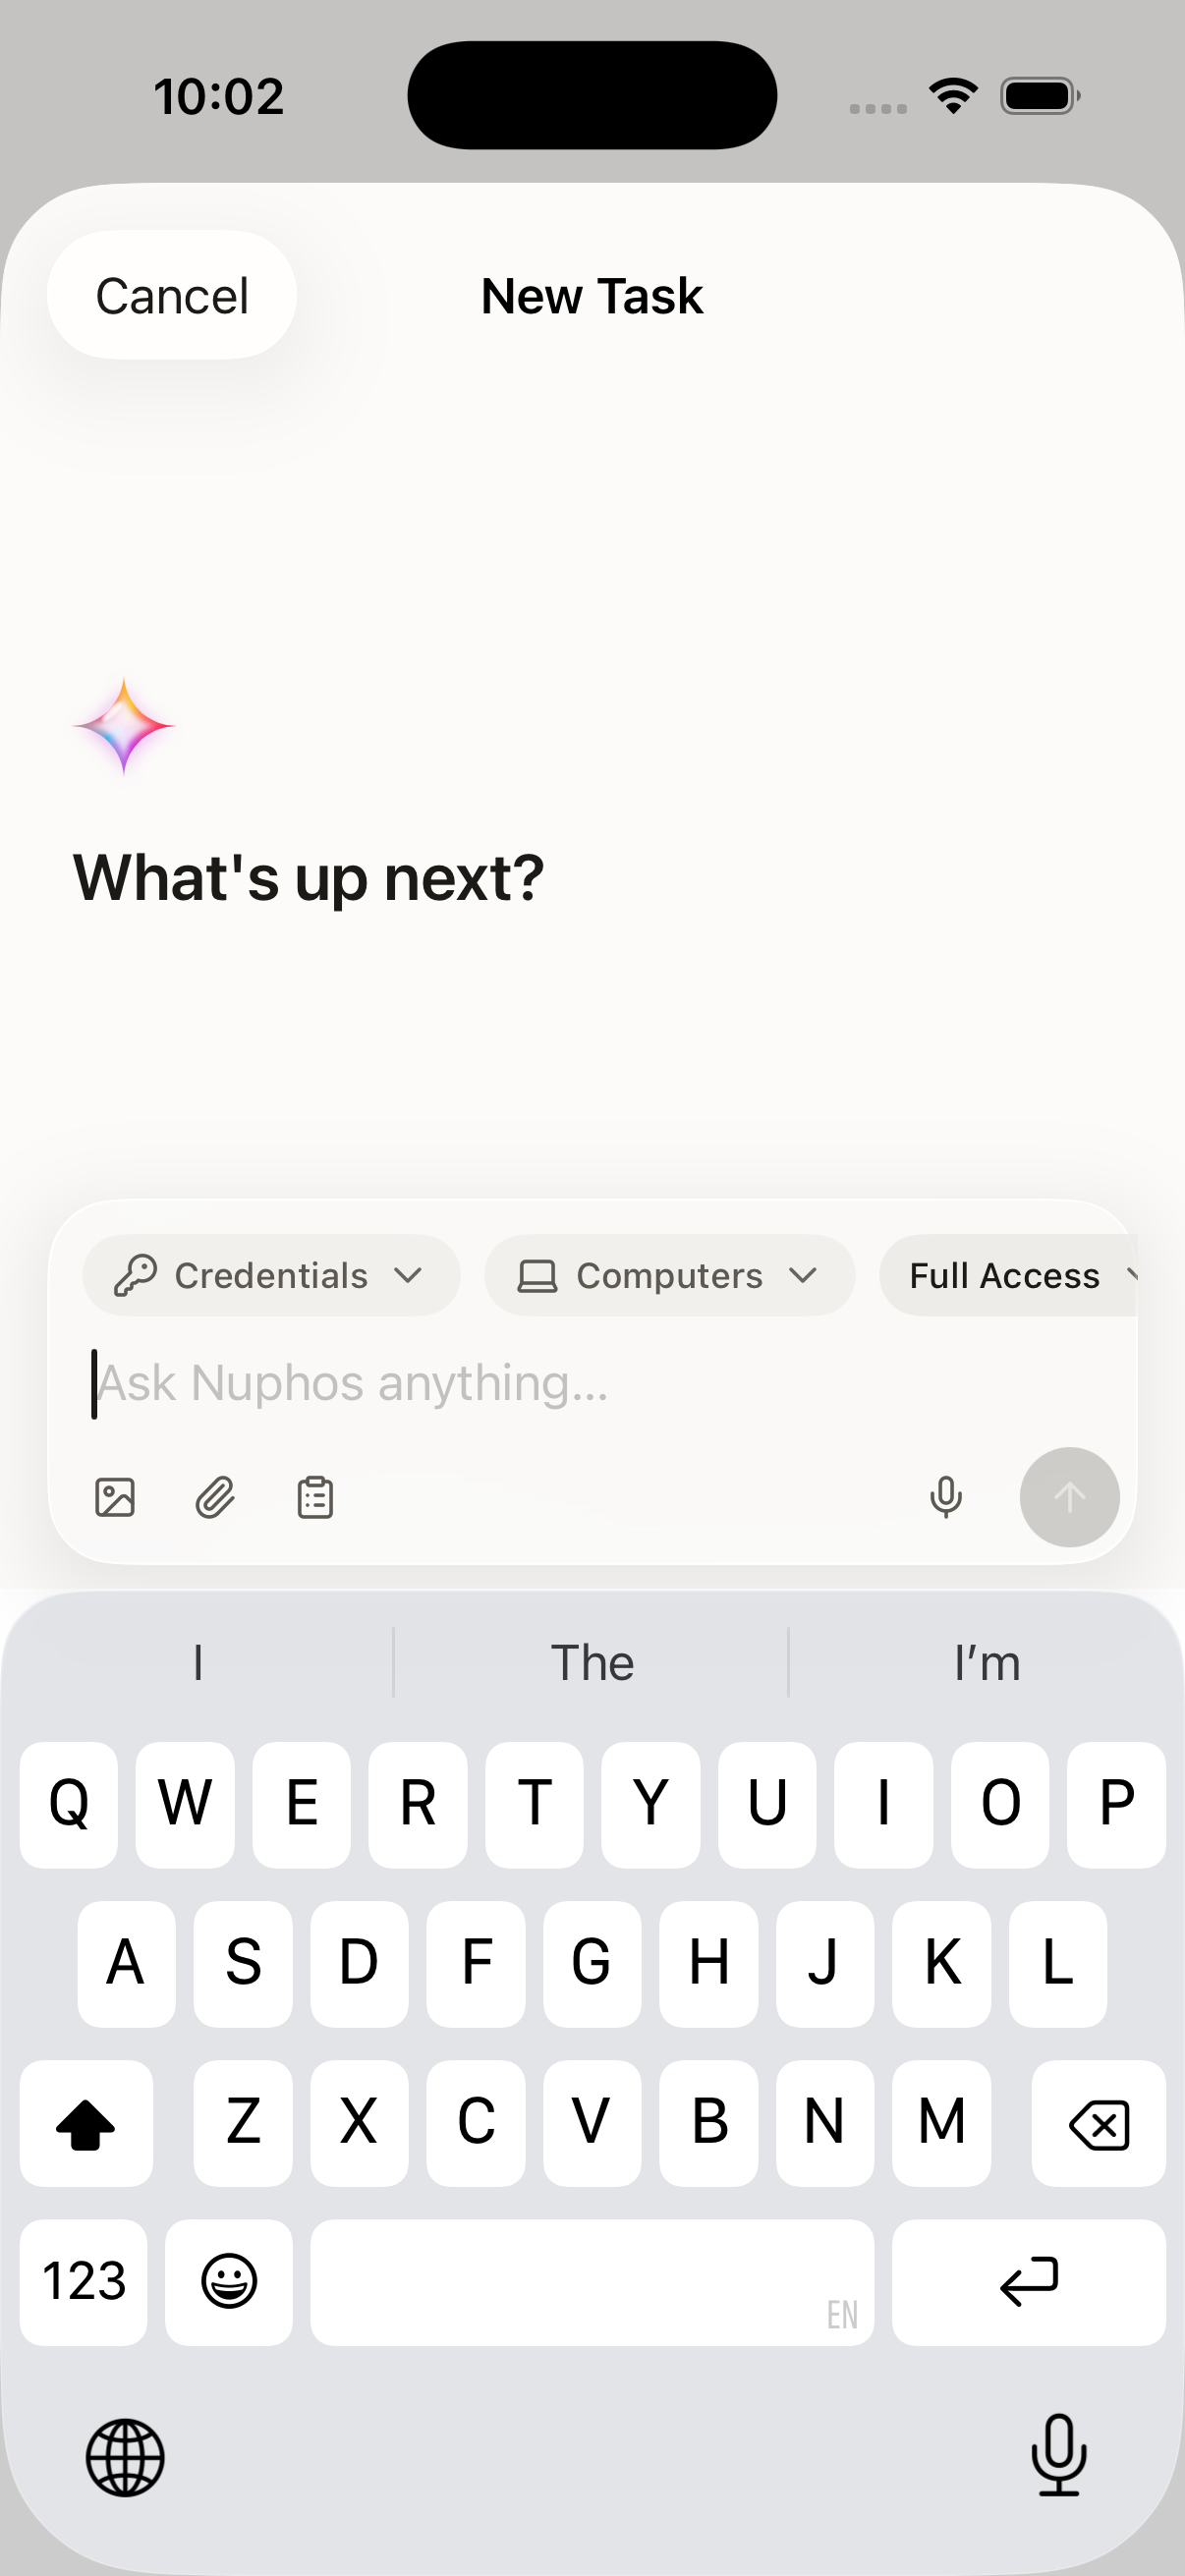 10:02
Cancel
New Task
What's up next?
Credentials
Computers
Full Access
Ask Nuphos anything...
I
The
I’m
Q W E R T Y U I O P
A S D F G H J K L
Z X C V B N M
123
EN